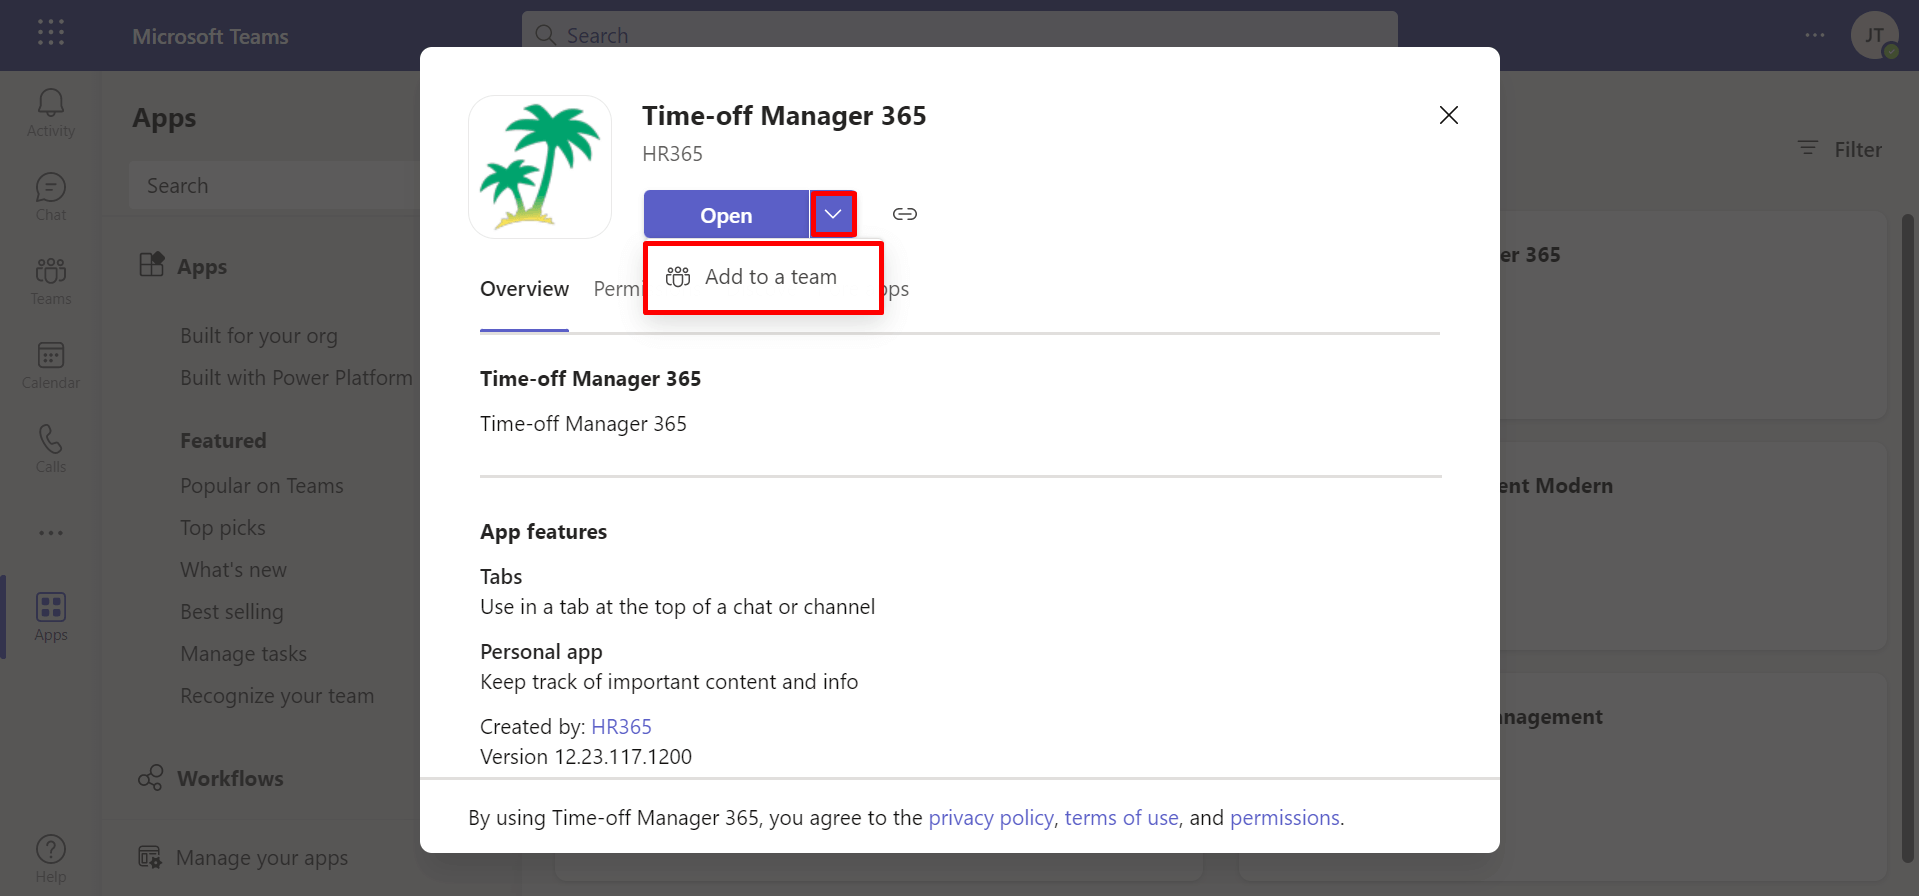 Microsoft Teams
Search
JT
Activity
Chat
Teams
Calendar
Calls
Apps
Help
Apps
Search
Apps
Built for your org
Built with Power Platform
Featured
Popular on Teams
Top picks
What's new
Best selling
Manage tasks
Recognize your team
Workflows
Manage your apps
Time-off Manager 365
HR365
Open
Add to a team
Overview
Time-off Manager 365
Time-off Manager 365
App features
Tabs
Use in a tab at the top of a chat or channel
Personal app
Keep track of important content and info
Created by: HR365
Version 12.23.117.1200
By using Time-off Manager 365, you agree to the privacy policy, terms of use, and permissions.
Filter
365
Modern